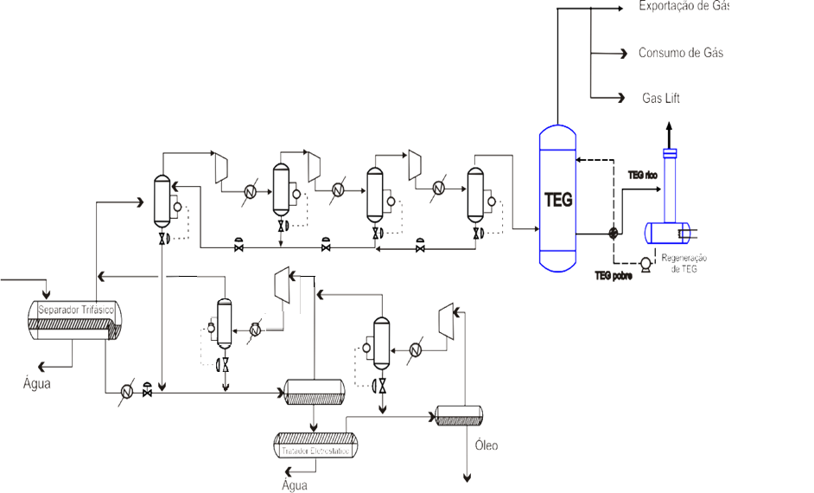 Exportação de Gás
Consumo de Gás
Gas Lift
TEG
TEG rico
Regeneração
de TEG
TEG pobre
Separador Trifásico
Água
Óleo
Tratador Eletrostático
Água